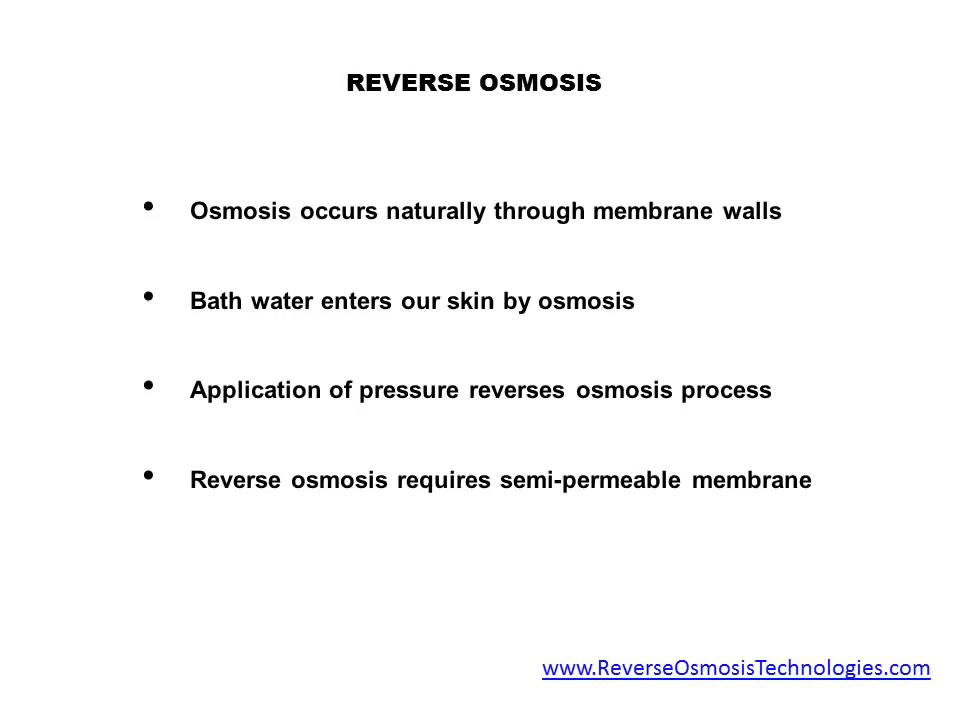 REVERSE OSMOSIS
• Osmosis occurs naturally through membrane walls
• Bath water enters our skin by osmosis
• Application of pressure reverses osmosis process
• Reverse osmosis requires semi-permeable membrane
www.ReverseOsmosisTechnologies.com